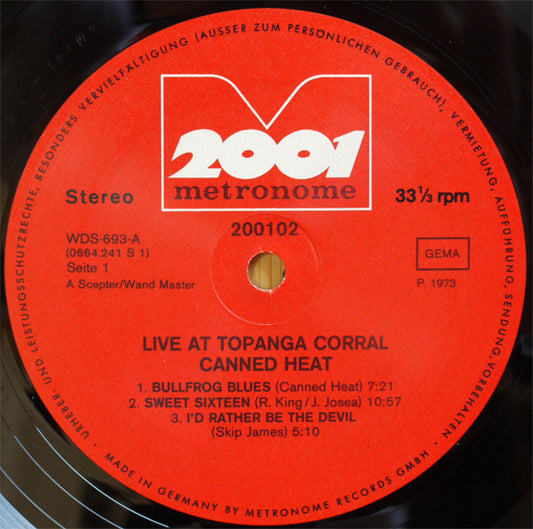 URHEBER- UND LEISTUNGSSCHUTZRECHTE, BESONDERS VERVIELFÄLTIGUNG (AUSSER ZUM PERSÖNLICHEN GEBRAUCH), VERMIETUNG, AUFFÜHRUNG, SENDUNG, VORBEHALTEN
2001
metronome
Stereo
33 1/3 rpm
200102
WDS-693-A
(0664.241 S 1)
Seite 1
A Scepter/Wand Master
GEMA
P. 1973
LIVE AT TOPANGA CORRAL
CANNED HEAT
1. BULLFROG BLUES (Canned Heat) 7:21
2. SWEET SIXTEEN (R. King/J. Josea) 10:57
3. I'D RATHER BE THE DEVIL
(Skip James) 5:10
· MADE IN GERMANY BY METRONOME RECORDS GMBH ·